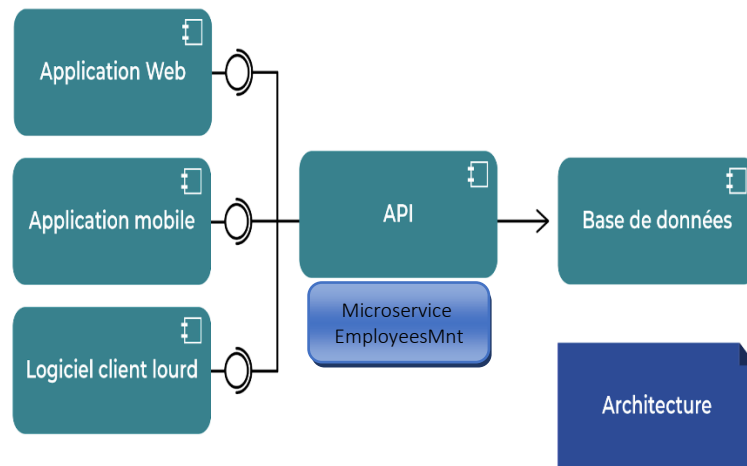 Application Web
Application mobile
Logiciel client lourd
API
Microservice
EmployeesMnt
Base de données
Architecture